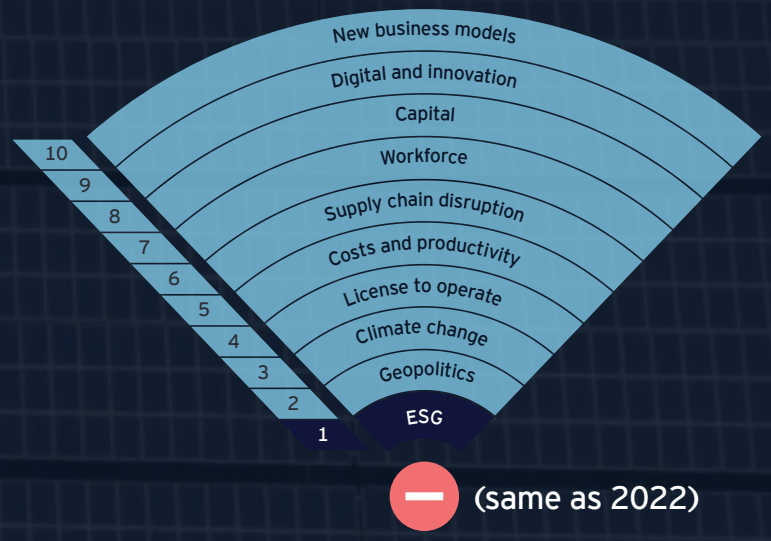 New business models
Digital and innovation
Capital
Workforce
Supply chain disruption
Costs and productivity
License to operate
Climate change
Geopolitics
ESG
10
9
8
7
6
5
4
3
2
1
(same as 2022)